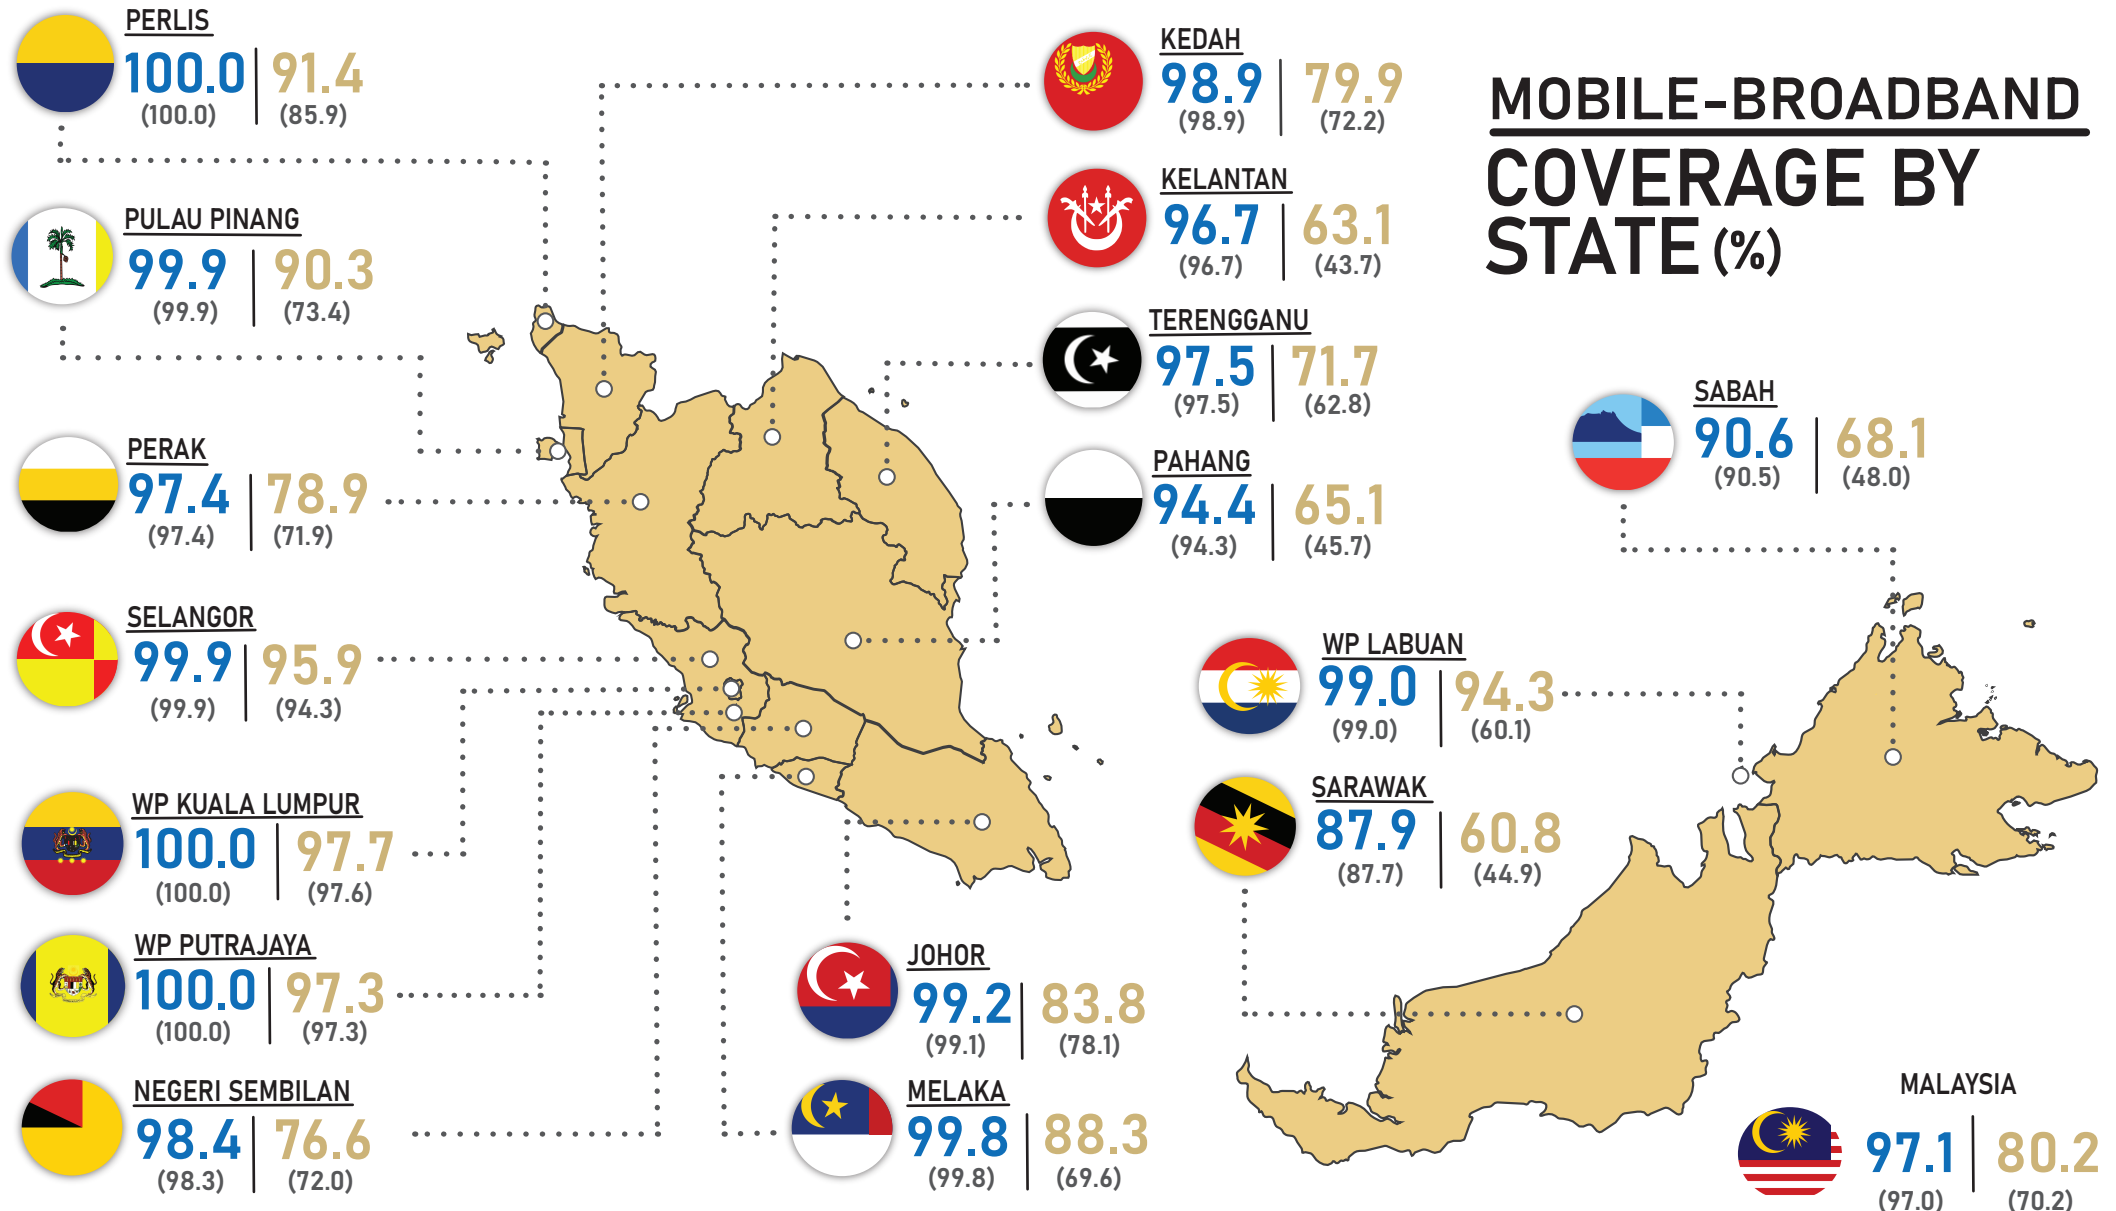 MOBILE-BROADBAND
COVERAGE BY
STATE (%)
PERLIS
100.0 91.4
(100.0) (85.9)
PULAU PINANG
99.9 90.3
(99.9) (73.4)
PERAK
97.4 78.9
(97.4) (71.9)
SELANGOR
99.9 95.9
(99.9) (94.3)
WP KUALA LUMPUR
100.0 97.7
(100.0) (97.6)
WP PUTRAJAYA
100.0 97.3
(100.0) (97.3)
NEGERI SEMBILAN
98.4 76.6
(98.3) (72.0)
KEDAH
98.9 79.9
(98.9) (72.2)
KELANTAN
96.7 63.1
(96.7) (43.7)
TERENGGANU
97.5 71.7
(97.5) (62.8)
PAHANG
94.4 65.1
(94.3) (45.7)
JOHOR
99.2 83.8
(99.1) (78.1)
MELAKA
99.8 88.3
(99.8) (69.6)
SABAH
90.6 68.1
(90.5) (48.0)
WP LABUAN
99.0 94.3
(99.0) (60.1)
SARAWAK
87.9 60.8
(87.7) (44.9)
MALAYSIA
97.1 80.2
(97.0) (70.2)